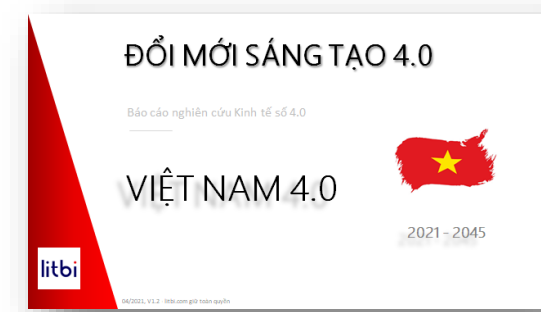 ĐỔI MỚI SÁNG TẠO 4.0
Báo cáo nghiên cứu Kinh tế số 4.0
VIỆT NAM 4.0
2021 - 2045
litbi
04/2021, V1.2 litbi.com giữ toàn quyền